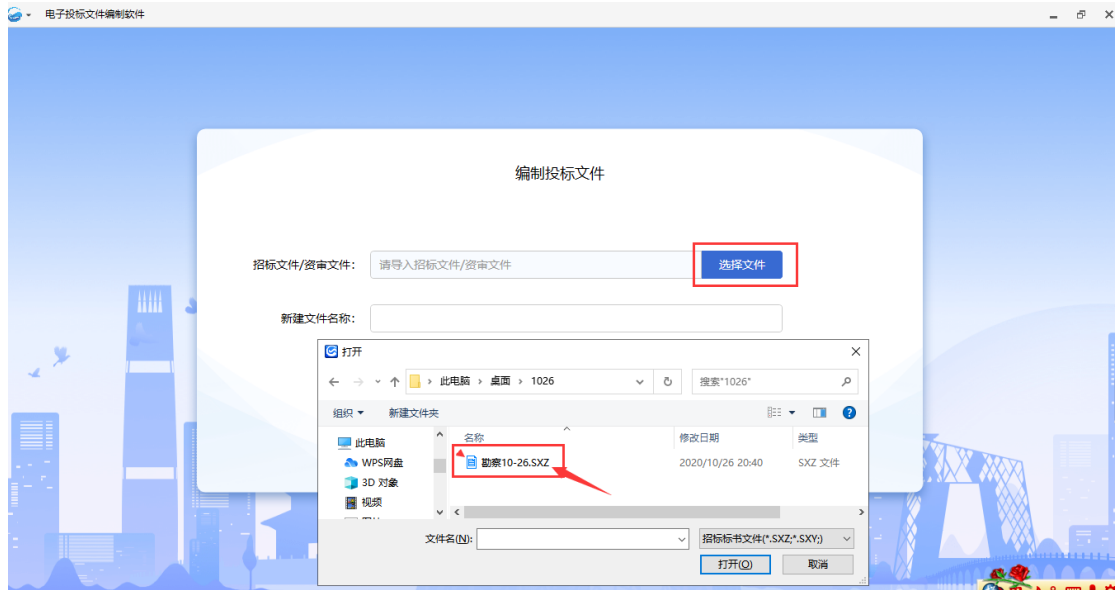 电子投标文件编制软件
编制投标文件
招标文件/资审文件： 请导入招标文件/资审文件 选择文件
新建文件名称：
打开
此电脑 › 桌面 › 1026 搜索"1026"
组织 新建文件夹
名称 修改日期 类型
此电脑
WPS网盘
3D 对象
视频
勘察10-26.SXZ 2020/10/26 20:40 SXZ 文件
文件名(N): 招标标书文件(*.SXZ;*.SXY;)
打开(O) 取消